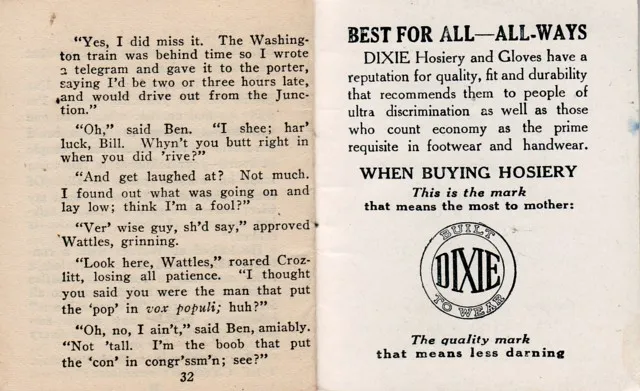 “Yes, I did miss it. The Washing-
ton train was behind time so I wrote
a telegram and gave it to the porter,
saying I’d be two or three hours late,
and would drive out from the Junc-
tion.”
“Oh,” said Ben. “I shee; har’
luck, Bill. Whyn’t you butt right in
when you did ’rive?”
“And get laughed at? Not much.
I found out what was going on and
lay low; think I’m a fool?”
“Ver’ wise guy, sh’d say,” approved
Wattles, grinning.
“Look here, Wattles,” roared Croz-
litt, losing all patience. “I thought
you said you were the man that put
the ‘pop’ in vox populi; huh?”
“Oh, no, I ain’t,” said Ben, amiably.
“Not ’tall. I’m the boob that put
the ‘con’ in congr’ssm’n; see?”
32
BEST FOR ALL—ALL-WAYS
DIXIE Hosiery and Gloves have a
reputation for quality, fit and durability
that recommends them to people of
ultra discrimination as well as those
who count economy as the prime
requisite in footwear and handwear.
WHEN BUYING HOSIERY
This is the mark
that means the most to mother:
BUILT
DIXIE
TO WEAR
The quality mark
that means less darning